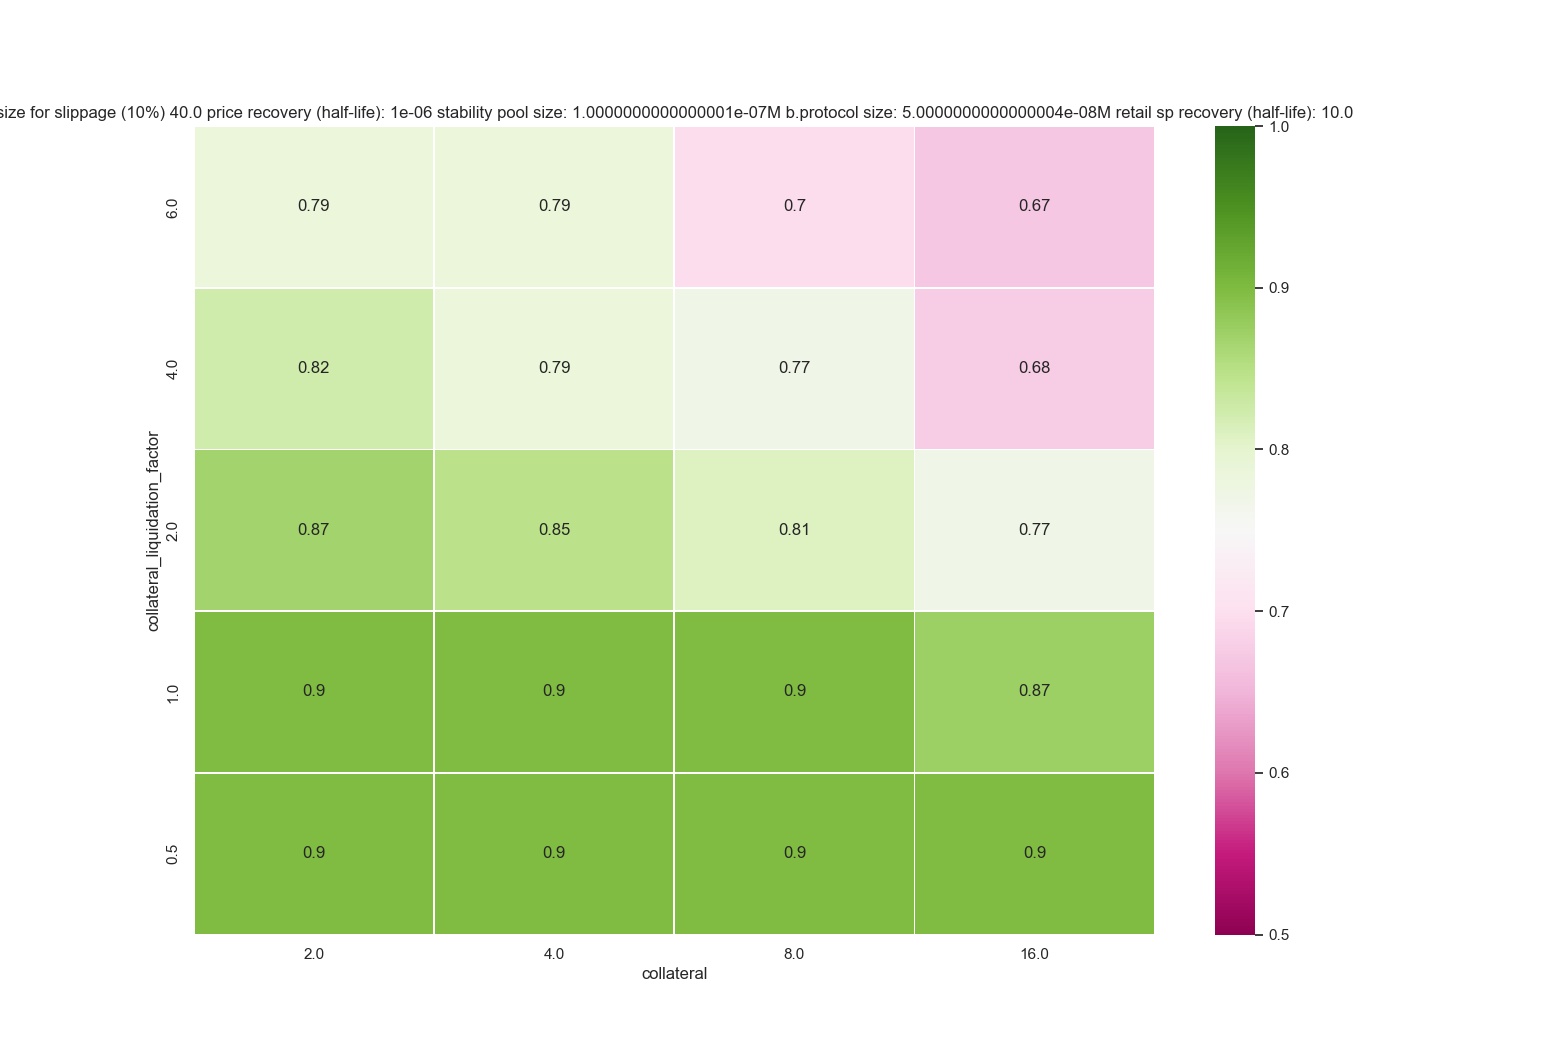 size for slippage (10%) 40.0 price recovery (half-life): 1e-06 stability pool size: 1.0000000000000001e-07M b.protocol size: 5.0000000000000004e-08M retail sp recovery (half-life): 10.0
1.0
6.0
0.79 0.79 0.7 0.67
0.9
4.0
0.82 0.79 0.77 0.68
0.8
collateral_liquidation_factor
2.0
0.87 0.85 0.81 0.77
0.7
1.0
0.9 0.9 0.9 0.87
0.6
0.5
0.9 0.9 0.9 0.9
0.5
2.0 4.0 8.0 16.0
collateral